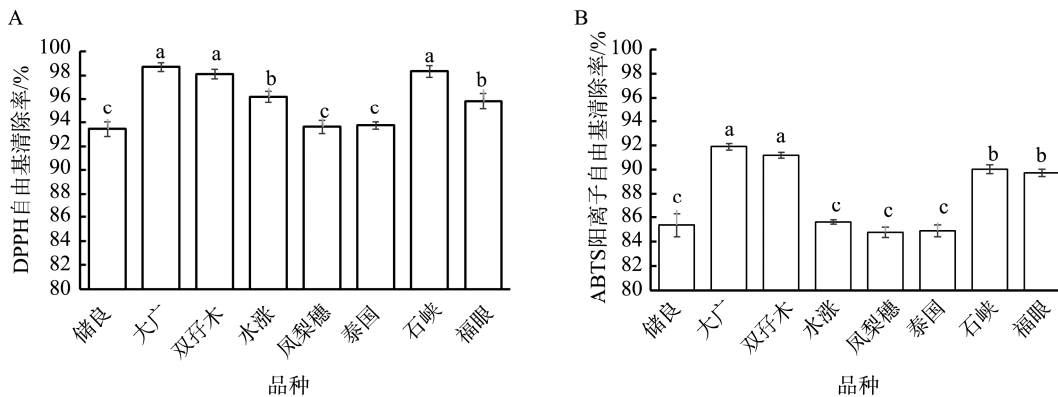 A
DPPH自由基清除率/%
100
98
96
94
92
90
88
86
84
82
80
c
a
a
b
c
c
a
b
储良
大广
双孖木
水涨
凤梨穗
泰国
石峡
福眼
品种
B
ABTS阳离子自由基清除率/%
100
98
96
94
92
90
88
86
84
82
80
c
a
a
c
c
c
b
b
储良
大广
双孖木
水涨
凤梨穗
泰国
石峡
福眼
品种